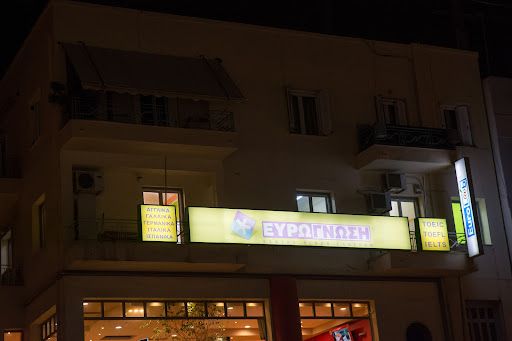 ΑΓΓΛΙΚΑ
ΓΑΛΛΙΚΑ
ΓΕΡΜΑΝΙΚΑ
ΙΤΑΛΙΚΑ
ΙΣΠΑΝΙΚΑ
ΕΥΡΩΓΝΩΣΗ
TOEIC
TOEFL
IELTS